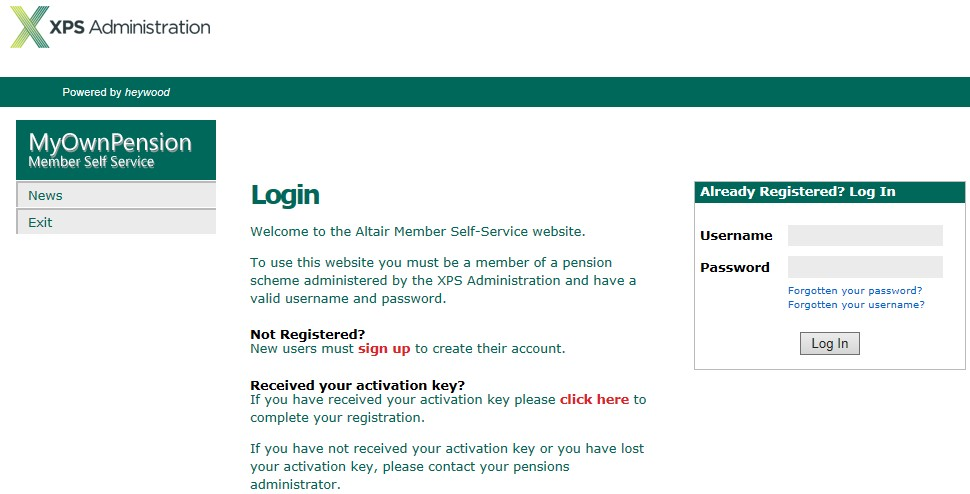 XPS Administration
Powered by heywood
MyOwnPension
Member Self Service
News
Exit
Login
Welcome to the Altair Member Self-Service website.
To use this website you must be a member of a pension
scheme administered by the XPS Administration and have a
valid username and password.
Not Registered?
New users must sign up to create their account.
Received your activation key?
If you have received your activation key please click here to
complete your registration.
If you have not received your activation key or you have lost
your activation key, please contact your pensions
administrator.
Already Registered? Log In
Username
Password
Forgotten your password?
Forgotten your username?
Log In